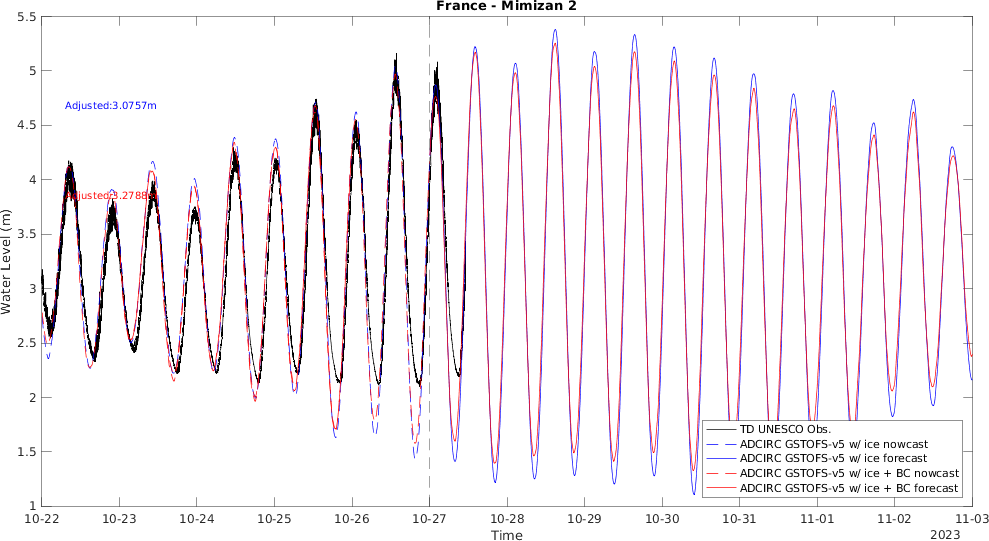 France - Mimizan 2
5.5
5
4.5
4
3.5
3
2.5
2
1.5
1
Water Level (m)
Adjusted:3.0757m
Adjusted:3.2788m
TD UNESCO Obs.
ADCIRC GSTOFS-v5 w/ ice nowcast
ADCIRC GSTOFS-v5 w/ ice forecast
ADCIRC GSTOFS-v5 w/ ice + BC nowcast
ADCIRC GSTOFS-v5 w/ ice + BC forecast
10-22 10-23 10-24 10-25 10-26 10-27 10-28 10-29 10-30 10-31 11-01 11-02 11-03
Time
2023